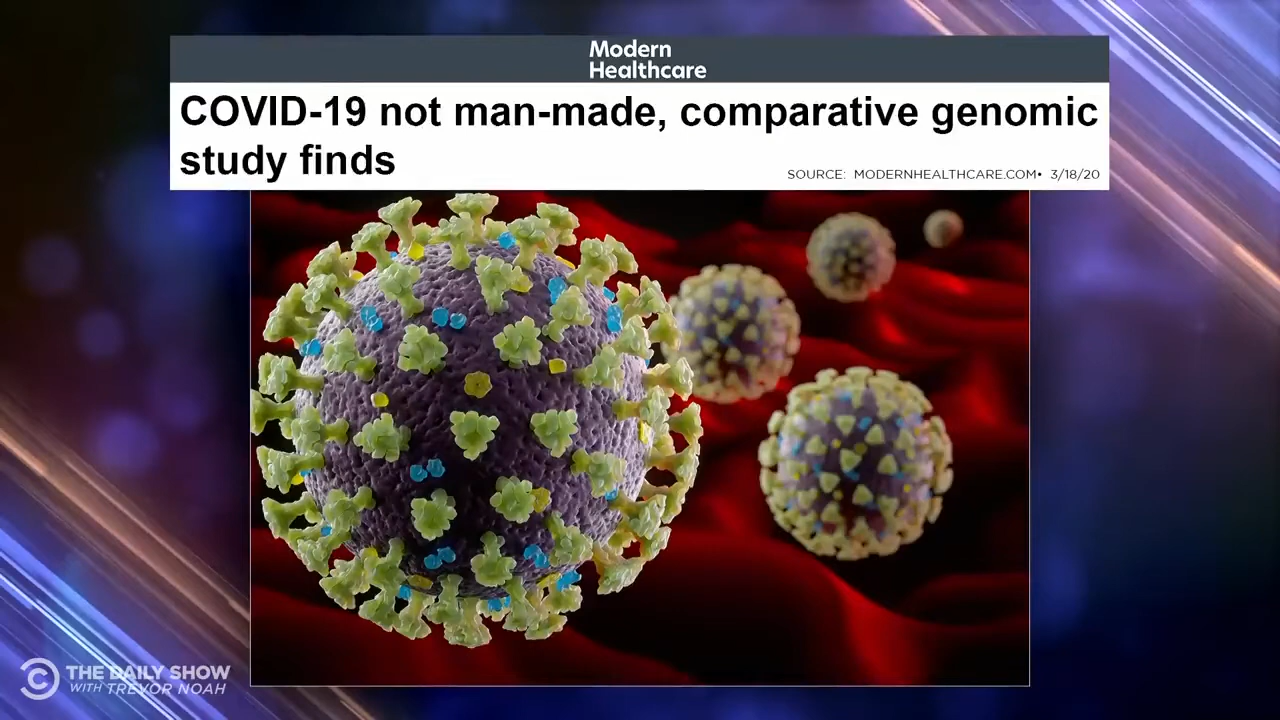 Modern
Healthcare
COVID-19 not man-made, comparative genomic
study finds
SOURCE: MODERNHEALTHCARE.COM• 3/18/20
THE DAILY SHOW
WITH TREVOR NOAH